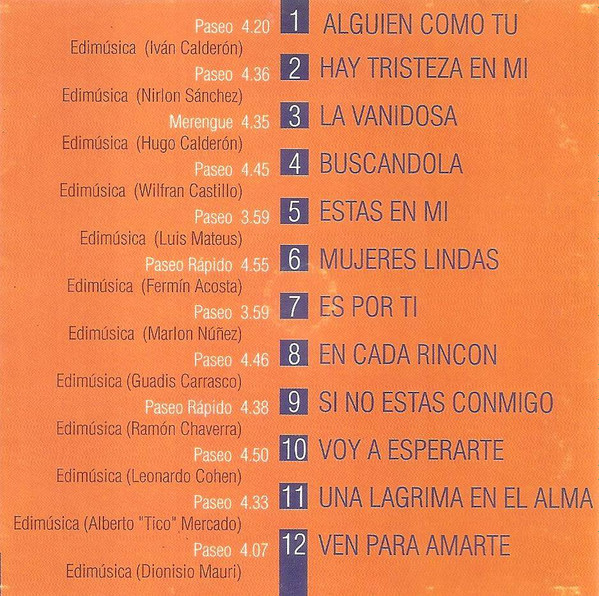 Paseo 4.20 1 ALGUIEN COMO TU
Edimúsica (Iván Calderón)
Paseo 4.36 2 HAY TRISTEZA EN MI
Edimúsica (Nirlon Sánchez)
Merengue 4.35 3 LA VANIDOSA
Edimúsica (Hugo Calderón)
Paseo 4.45 4 BUSCANDOLA
Edimúsica (Wilfran Castillo)
Paseo 3.59 5 ESTAS EN MI
Edimúsica (Luis Mateus)
Paseo Rápido 4.55 6 MUJERES LINDAS
Edimúsica (Fermín Acosta)
Paseo 3.59 7 ES POR TI
Edimúsica (Marlon Núñez)
Paseo 4.46 8 EN CADA RINCON
Edimúsica (Guadis Carrasco)
Paseo Rápido 4.38 9 SI NO ESTAS CONMIGO
Edimúsica (Ramón Chaverra)
Paseo 4.50 10 VOY A ESPERARTE
Edimúsica (Leonardo Cohen)
Paseo 4.33 11 UNA LAGRIMA EN EL ALMA
Edimúsica (Alberto "Tico" Mercado)
Paseo 4.07 12 VEN PARA AMARTE
Edimúsica (Dionisio Mauri)